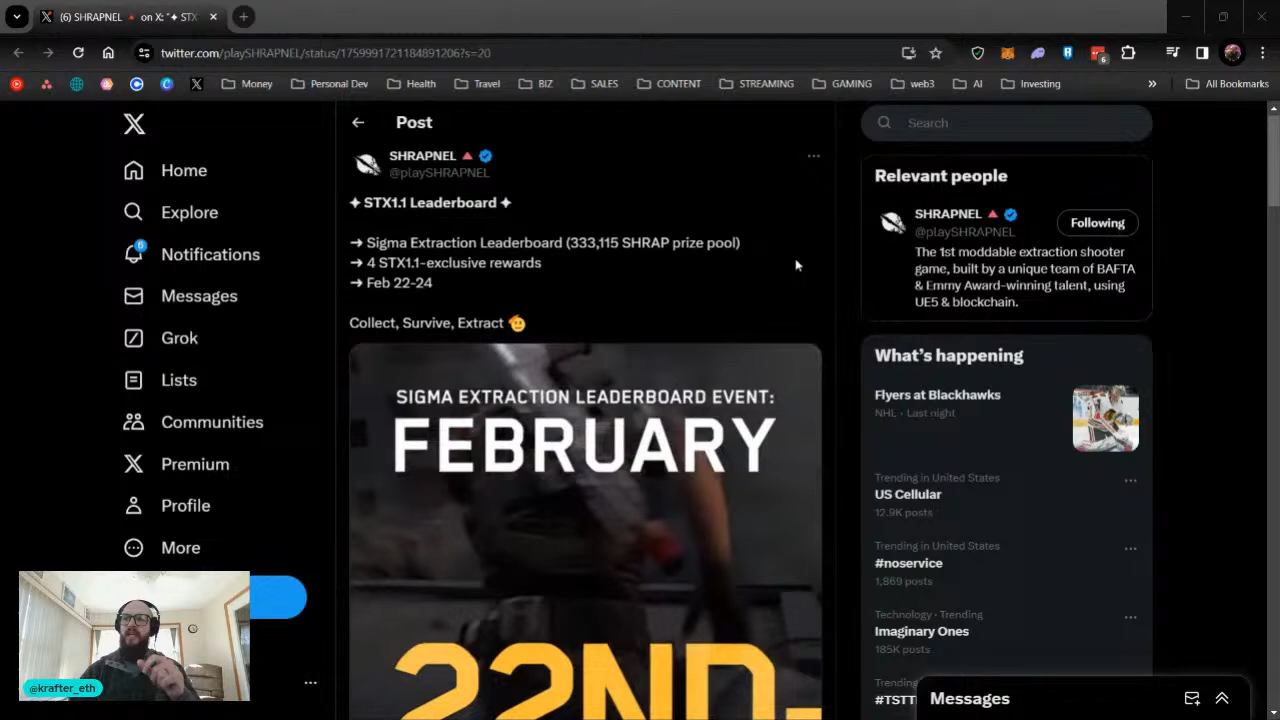 (6) SHRAPNEL 🔺 on X: "✦ STX
twitter.com/playSHRAPNEL/status/1759991721184891206?s=20
6
Money
Personal Dev
Health
Travel
BIZ
SALES
CONTENT
STREAMING
GAMING
web3
AI
Investing
»
All Bookmarks
Home
Explore
6
Notifications
Messages
Grok
Lists
Communities
Premium
Profile
More
@krafter_eth
Post
SHRAPNEL 🔺
@playSHRAPNEL
✦ STX1.1 Leaderboard ✦
➜ Sigma Extraction Leaderboard (333,115 SHRAP prize pool)
➜ 4 STX1.1-exclusive rewards
➜ Feb 22-24
Collect, Survive, Extract 🫡
SIGMA EXTRACTION LEADERBOARD EVENT:
FEBRUARY
22ND-
Search
Relevant people
SHRAPNEL 🔺
@playSHRAPNEL
Following
The 1st moddable extraction shooter
game, built by a unique team of BAFTA
& Emmy Award-winning talent, using
UE5 & blockchain.
What's happening
Flyers at Blackhawks
NHL · Last night
Trending in United States
US Cellular
12.9K posts
Trending in United States
#noservice
1,869 posts
Technology · Trending
Imaginary Ones
185K posts
Messages